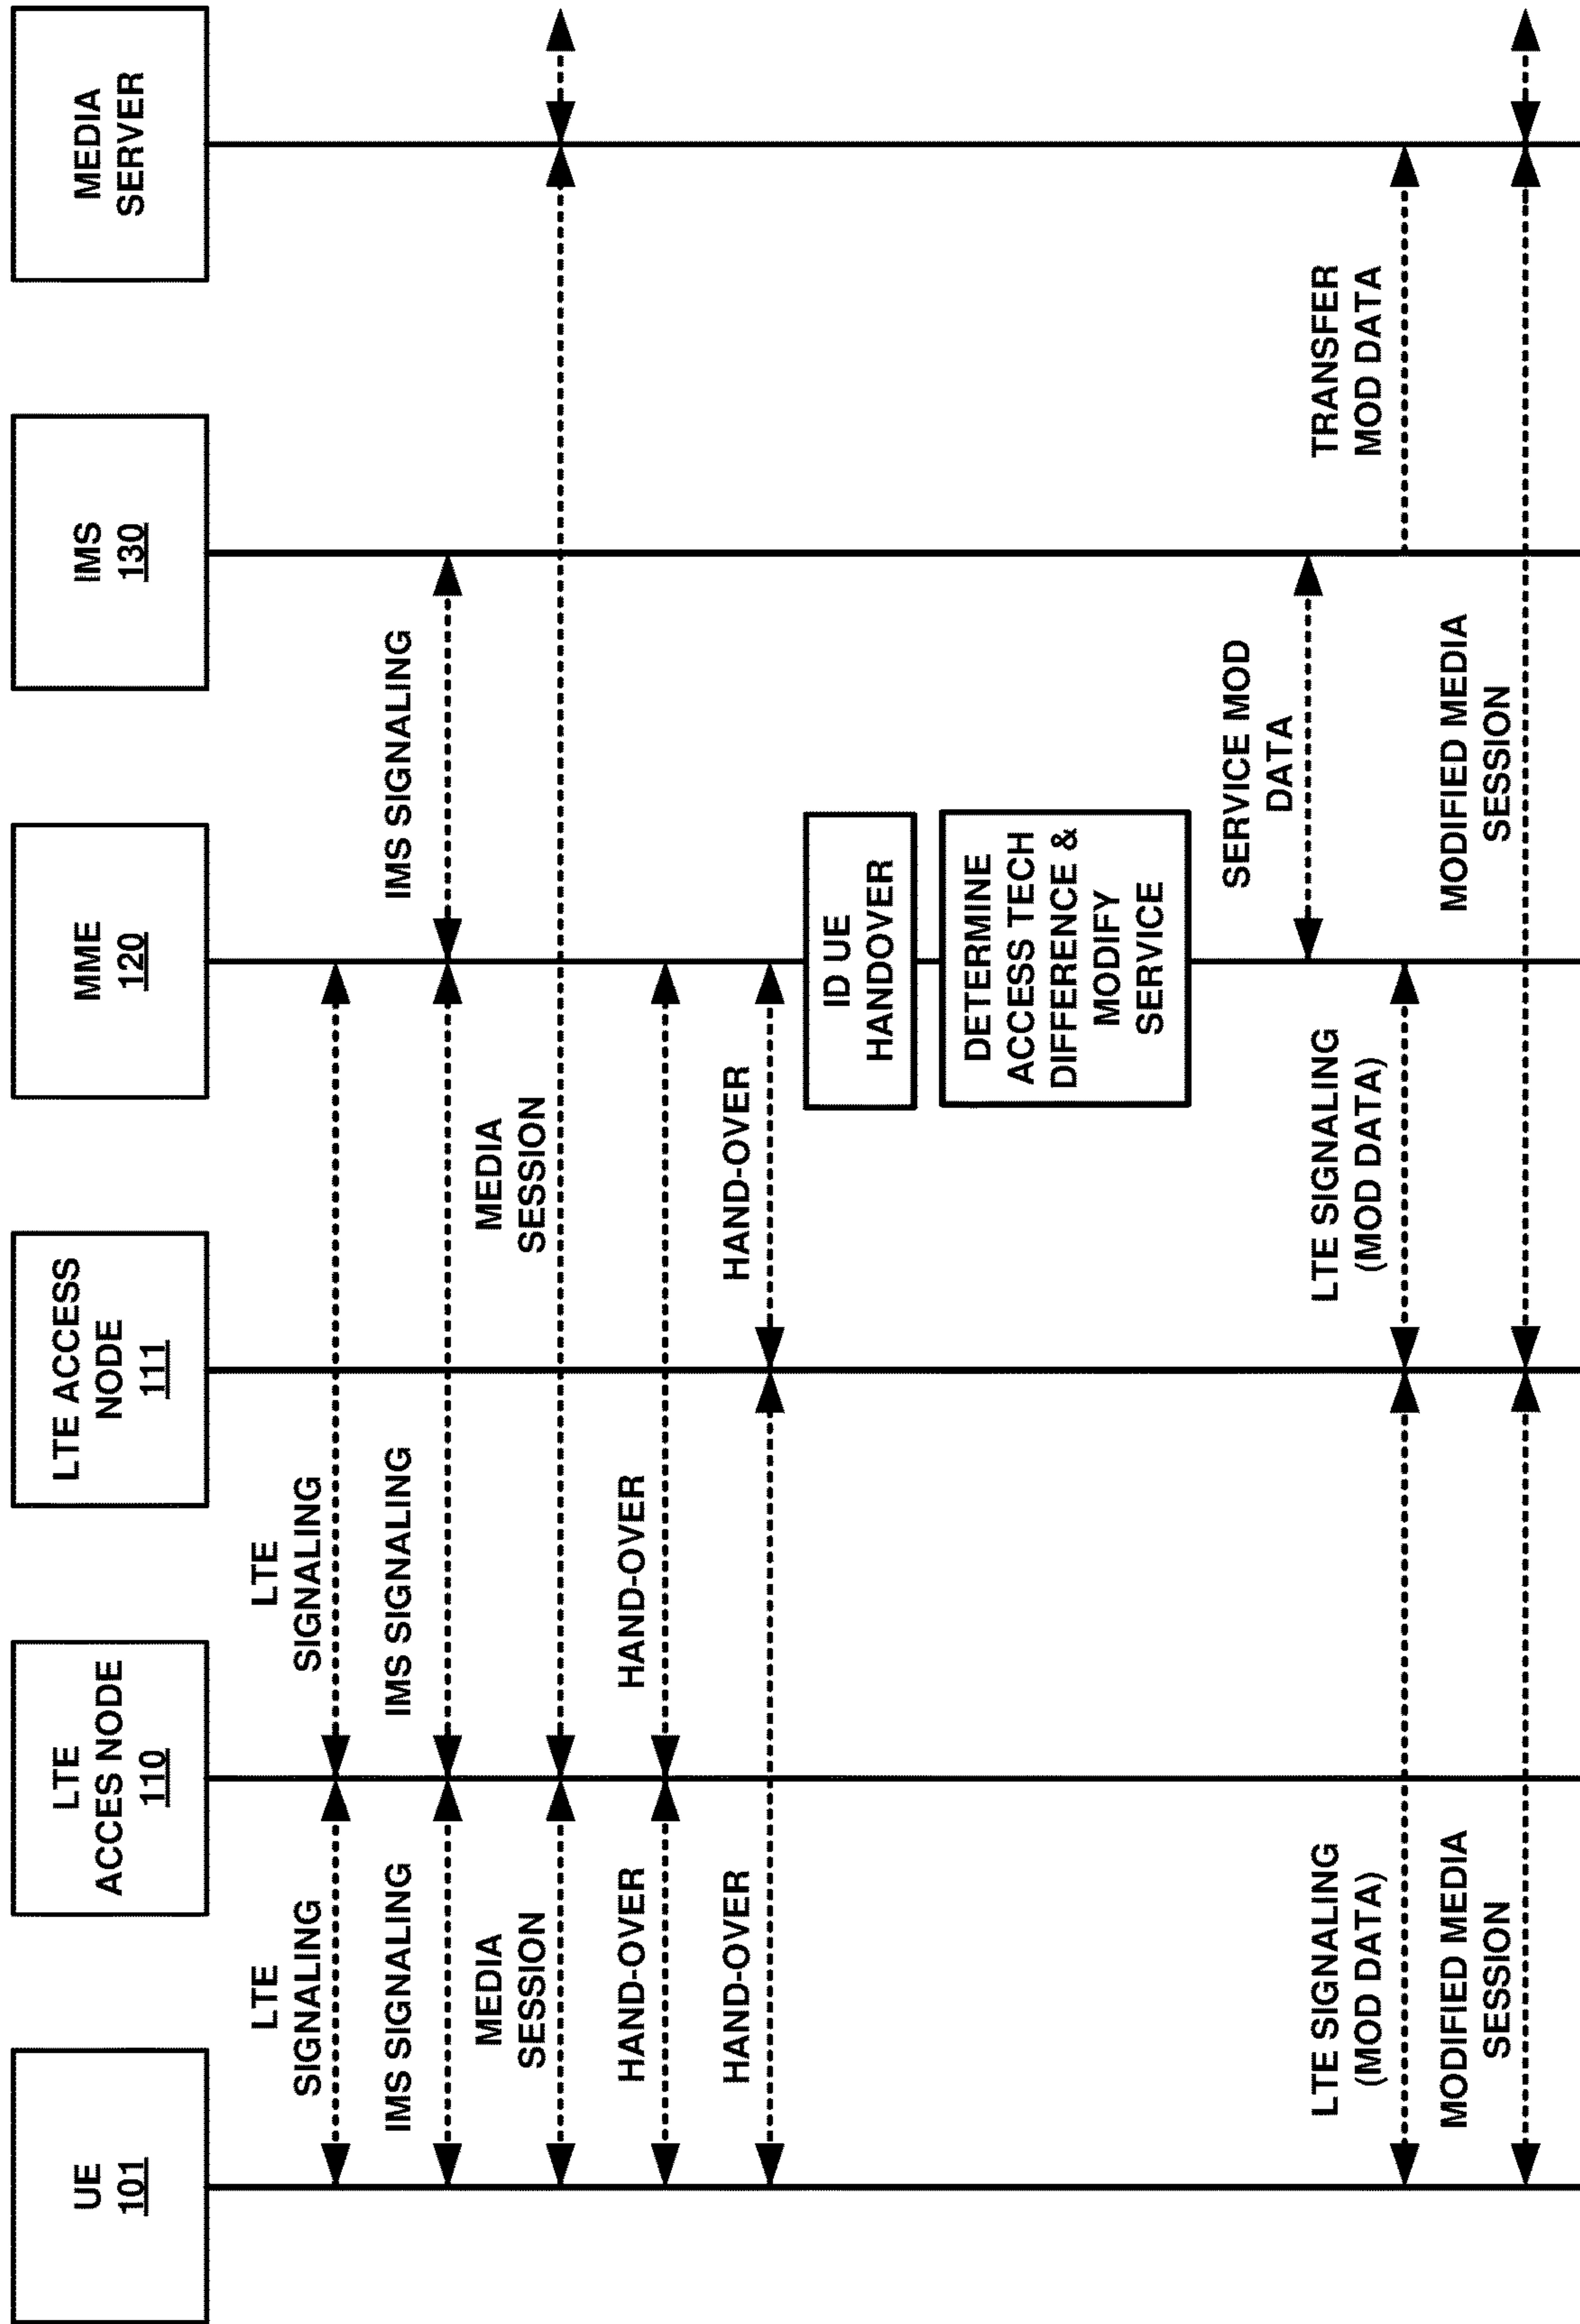 UE
101
LTE
ACCES NODE
110
LTE ACCESS
NODE
111
MME
120
IMS
130
MEDIA
SERVER
LTE
SIGNALING
LTE
SIGNALING
IMS SIGNALING
IMS SIGNALING
IMS SIGNALING
MEDIA
SESSION
MEDIA
SESSION
HAND-OVER
HAND-OVER
HAND-OVER
HAND-OVER
ID UE
HANDOVER
DETERMINE
ACCESS TECH
DIFFERENCE &
MODIFY
SERVICE
SERVICE MOD
DATA
LTE SIGNALING
(MOD DATA)
LTE SIGNALING
(MOD DATA)
TRANSFER
MOD DATA
MODIFIED MEDIA
SESSION
MODIFIED MEDIA
SESSION